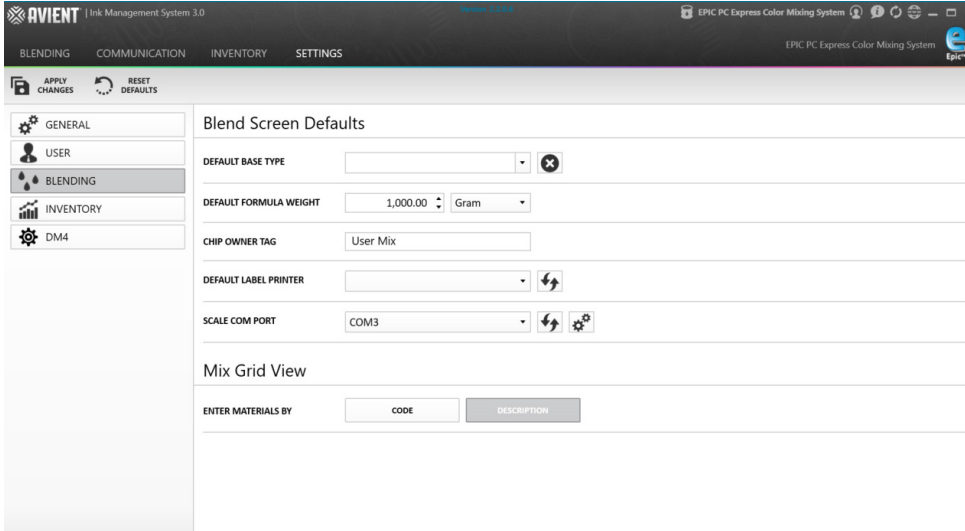 AVIENT | Ink Management System 3.0
EPIC PC Express Color Mixing System
BLENDING COMMUNICATION INVENTORY SETTINGS
EPIC PC Express Color Mixing System
Epic
APPLY CHANGES
RESET DEFAULTS
GENERAL
USER
BLENDING
INVENTORY
DM4
Blend Screen Defaults
DEFAULT BASE TYPE
DEFAULT FORMULA WEIGHT 1,000.00 Gram
CHIP OWNER TAG User Mix
DEFAULT LABEL PRINTER
SCALE COM PORT COM3
Mix Grid View
ENTER MATERIALS BY CODE DESCRIPTION